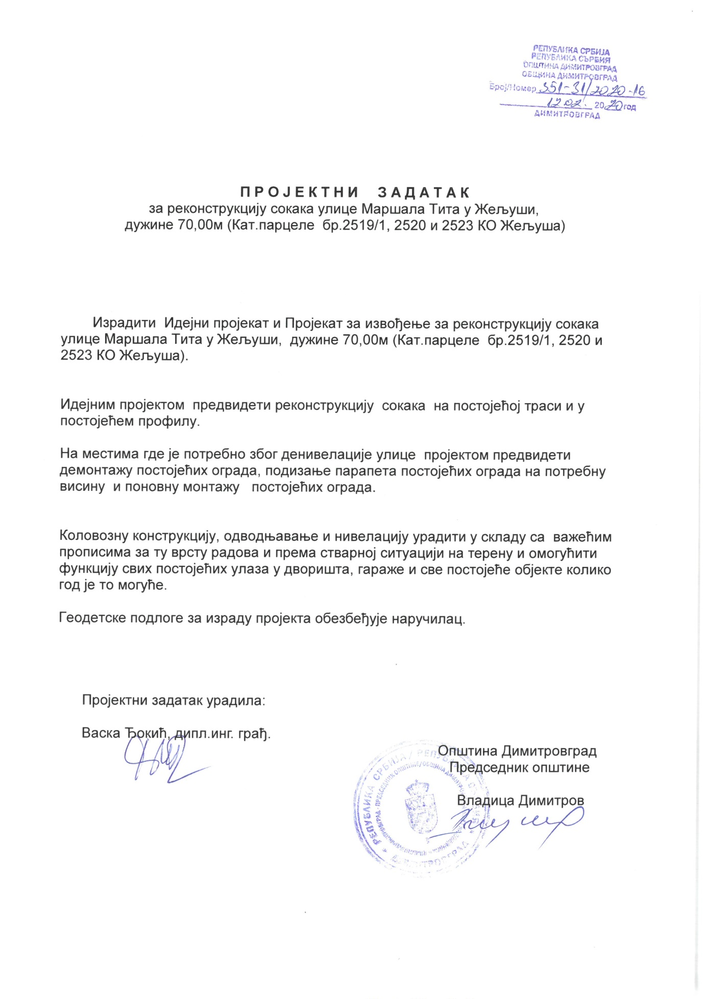 РЕПУБЛИКА СРБИЈА
РЕПУБЛИКА СЪРБИЯ
ОПШТИНА ДИМИТРОВГРАД
ОБЩИНА ДИМИТРОВГРАД
Број/Номер 351-31/2020-16
12.02. 2020 год
ДИМИТРОВГРАД
ПРОЈЕКТНИ ЗАДАТАК
за реконструкцију сокака улице Маршала Тита у Жељуши,
дужине 70,00м (Кат.парцеле бр.2519/1, 2520 и 2523 КО Жељуша)
Израдити Идејни пројекат и Пројекат за извођење за реконструкцију сокака
улице Маршала Тита у Жељуши, дужине 70,00м (Кат.парцеле бр.2519/1, 2520 и
2523 КО Жељуша).
Идејним пројектом предвидети реконструкцију сокака на постојећој траси и у
постојећем профилу.
На местима где је потребно због денивелације улице пројектом предвидети
демонтажу постојећих ограда, подизање парапета постојећих ограда на потребну
висину и поновну монтажу постојећих ограда.
Коловозну конструкцију, одводњавање и нивелацију урадити у складу са важећим
прописима за ту врсту радова и према стварној ситуацији на терену и омогућити
функцију свих постојећих улаза у дворишта, гараже и све постојеће објекте колико
год је то могуће.
Геодетске подлоге за израду пројекта обезбеђује наручилац.
Пројектни задатак урадила:
Васка Ђокић, дипл.инг. грађ.
Општина Димитровград
Председник општине
Владица Димитров
РЕПУБЛИКА СРБИЈА / РЕПУБЛИКА
ПРЕДСЕДНИК ОПШТИНЕ/ОБЩИНА
ДИМИТРОВГРАД